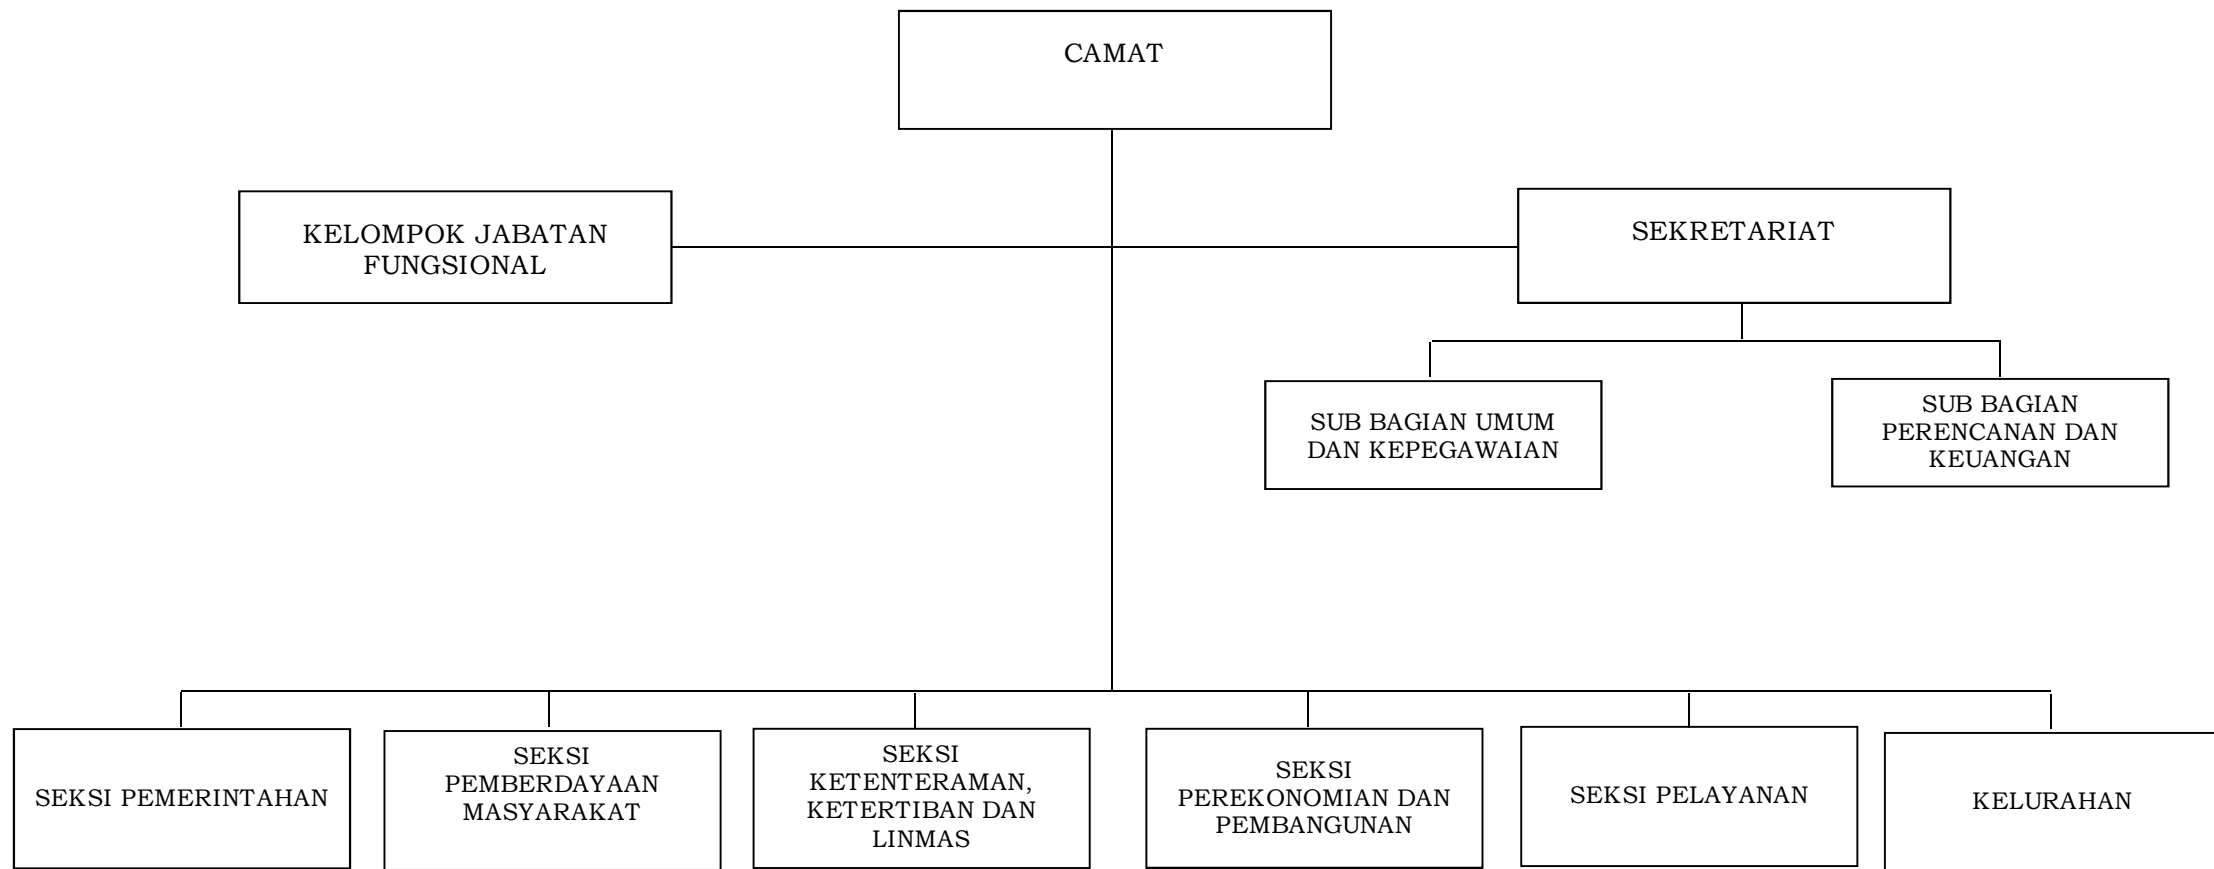 CAMAT
KELOMPOK JABATAN
FUNGSIONAL
SEKRETARIAT
SUB BAGIAN UMUM
DAN KEPEGAWAIAN
SUB BAGIAN
PERENCANAN DAN
KEUANGAN
SEKSI PEMERINTAHAN
SEKSI
PEMBERDAYAAN
MASYARAKAT
SEKSI
KETENTERAMAN,
KETERTIBAN DAN
LINMAS
SEKSI
PEREKONOMIAN DAN
PEMBANGUNAN
SEKSI PELAYANAN
KELURAHAN